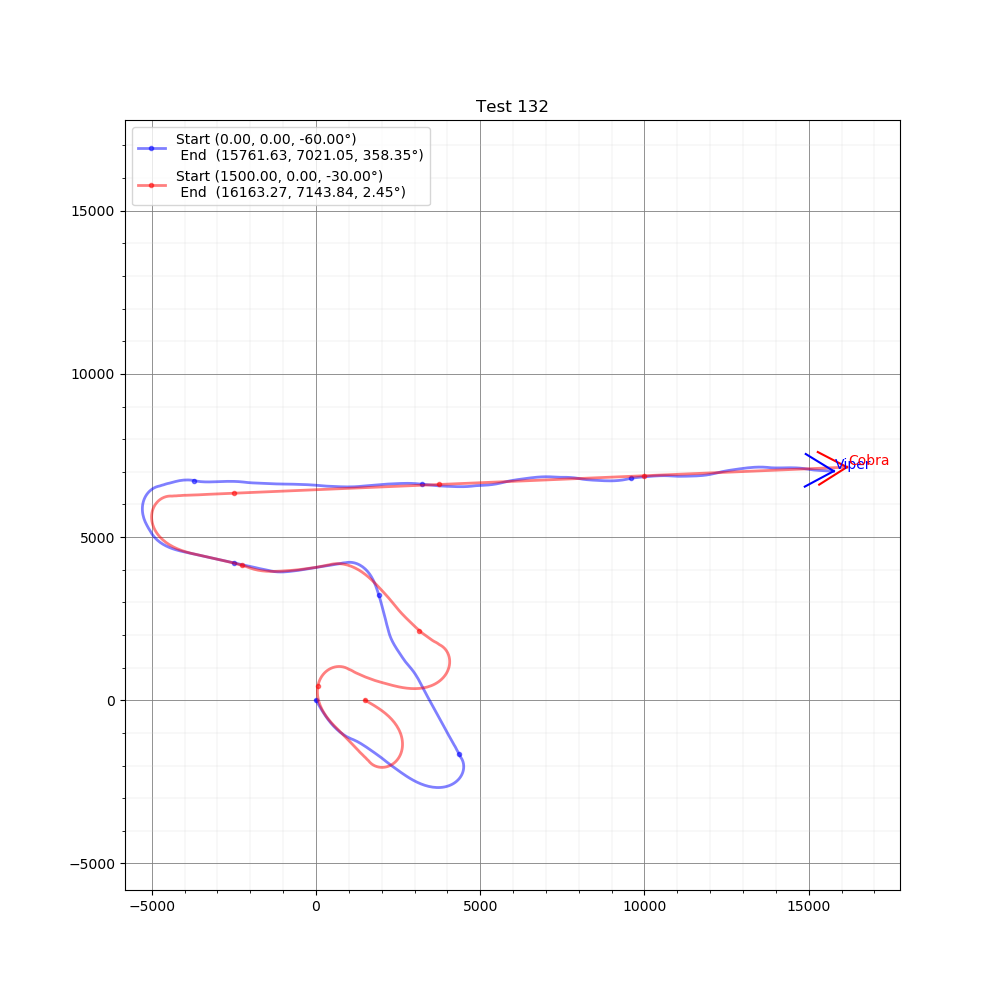 Test 132
Start (0.00, 0.00, -60.00°)
End  (15761.63, 7021.05, 358.35°)
Start (1500.00, 0.00, -30.00°)
End  (16163.27, 7143.84, 2.45°)
15000
10000
5000
0
−5000
Viper
Cobra
−5000 0 5000 10000 15000